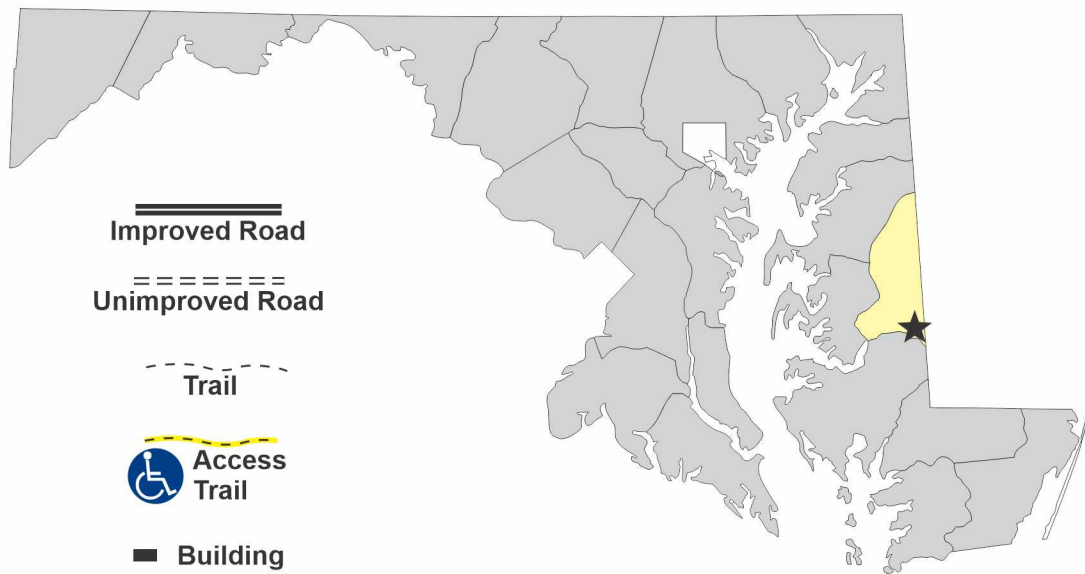 Improved Road
Unimproved Road
Trail
Access
Trail
Building